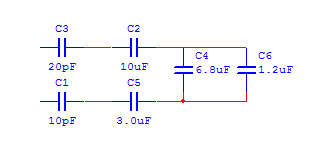 C3 C2
20pF 10uF
C4 C6
6.8uF 1.2uF
C1 C5
10pF 3.0uF